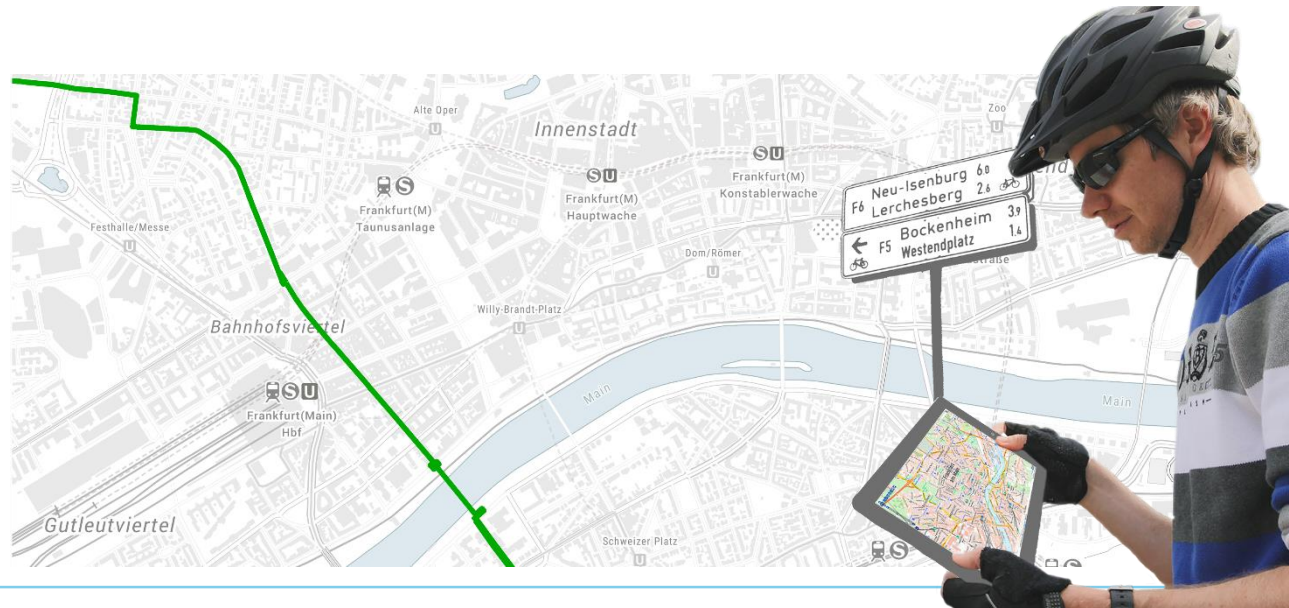 Alte Oper
U
Innenstadt
Zoo
U
S U
Frankfurt(M)
Konstablerwache
S U
Frankfurt(M)
Hauptwache
S
Frankfurt(M)
Taunusanlage
F6 Neu-Isenburg 6.0
Lerchesberg 2.6
F5 Bockenheim 3.9
Westendplatz 1.4
Festhalle/Messe
U
Dom/Römer
U
Willy-Brandt-Platz
U
Bahnhofsviertel
S U
Frankfurt(Main)
Hbf
Main
Main
Gutleutviertel
Schweizer Platz
U
S